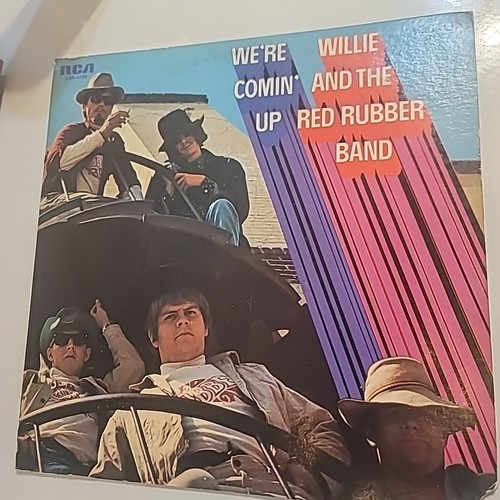 RCA
WE'RE
COMIN'
UP
WILLIE
AND THE
RED RUBBER
BAND